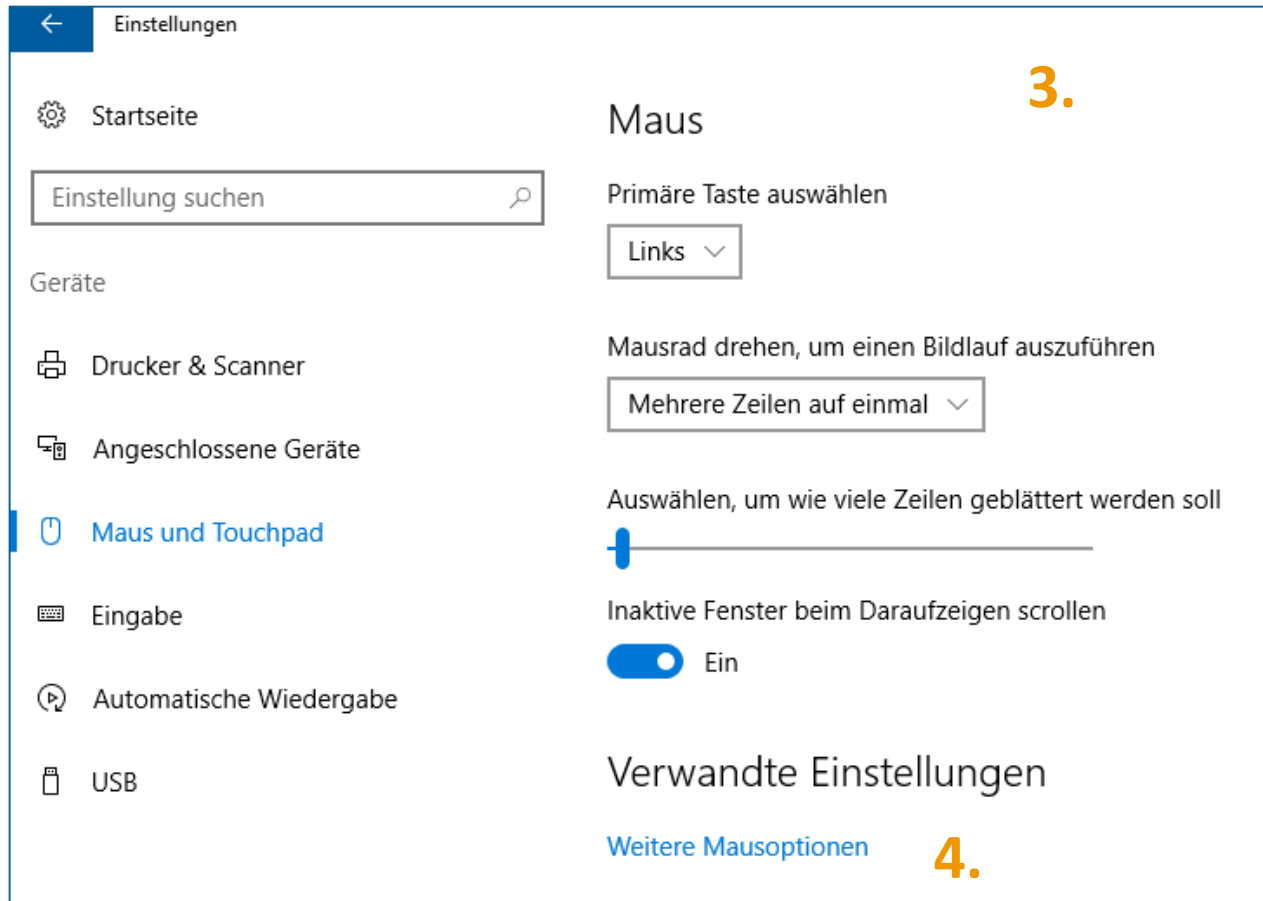 Einstellungen
Startseite
Einstellung suchen
Geräte
Drucker & Scanner
Angeschlossene Geräte
Maus und Touchpad
Eingabe
Automatische Wiedergabe
USB
3.
Maus
Primäre Taste auswählen
Links
Mausrad drehen, um einen Bildlauf auszuführen
Mehrere Zeilen auf einmal
Auswählen, um wie viele Zeilen geblättert werden soll
Inaktive Fenster beim Daraufzeigen scrollen
Ein
Verwandte Einstellungen
Weitere Mausoptionen
4.